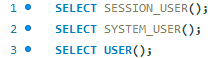 1 SELECT SESSION_USER();
2 SELECT SYSTEM_USER();
3 SELECT USER();